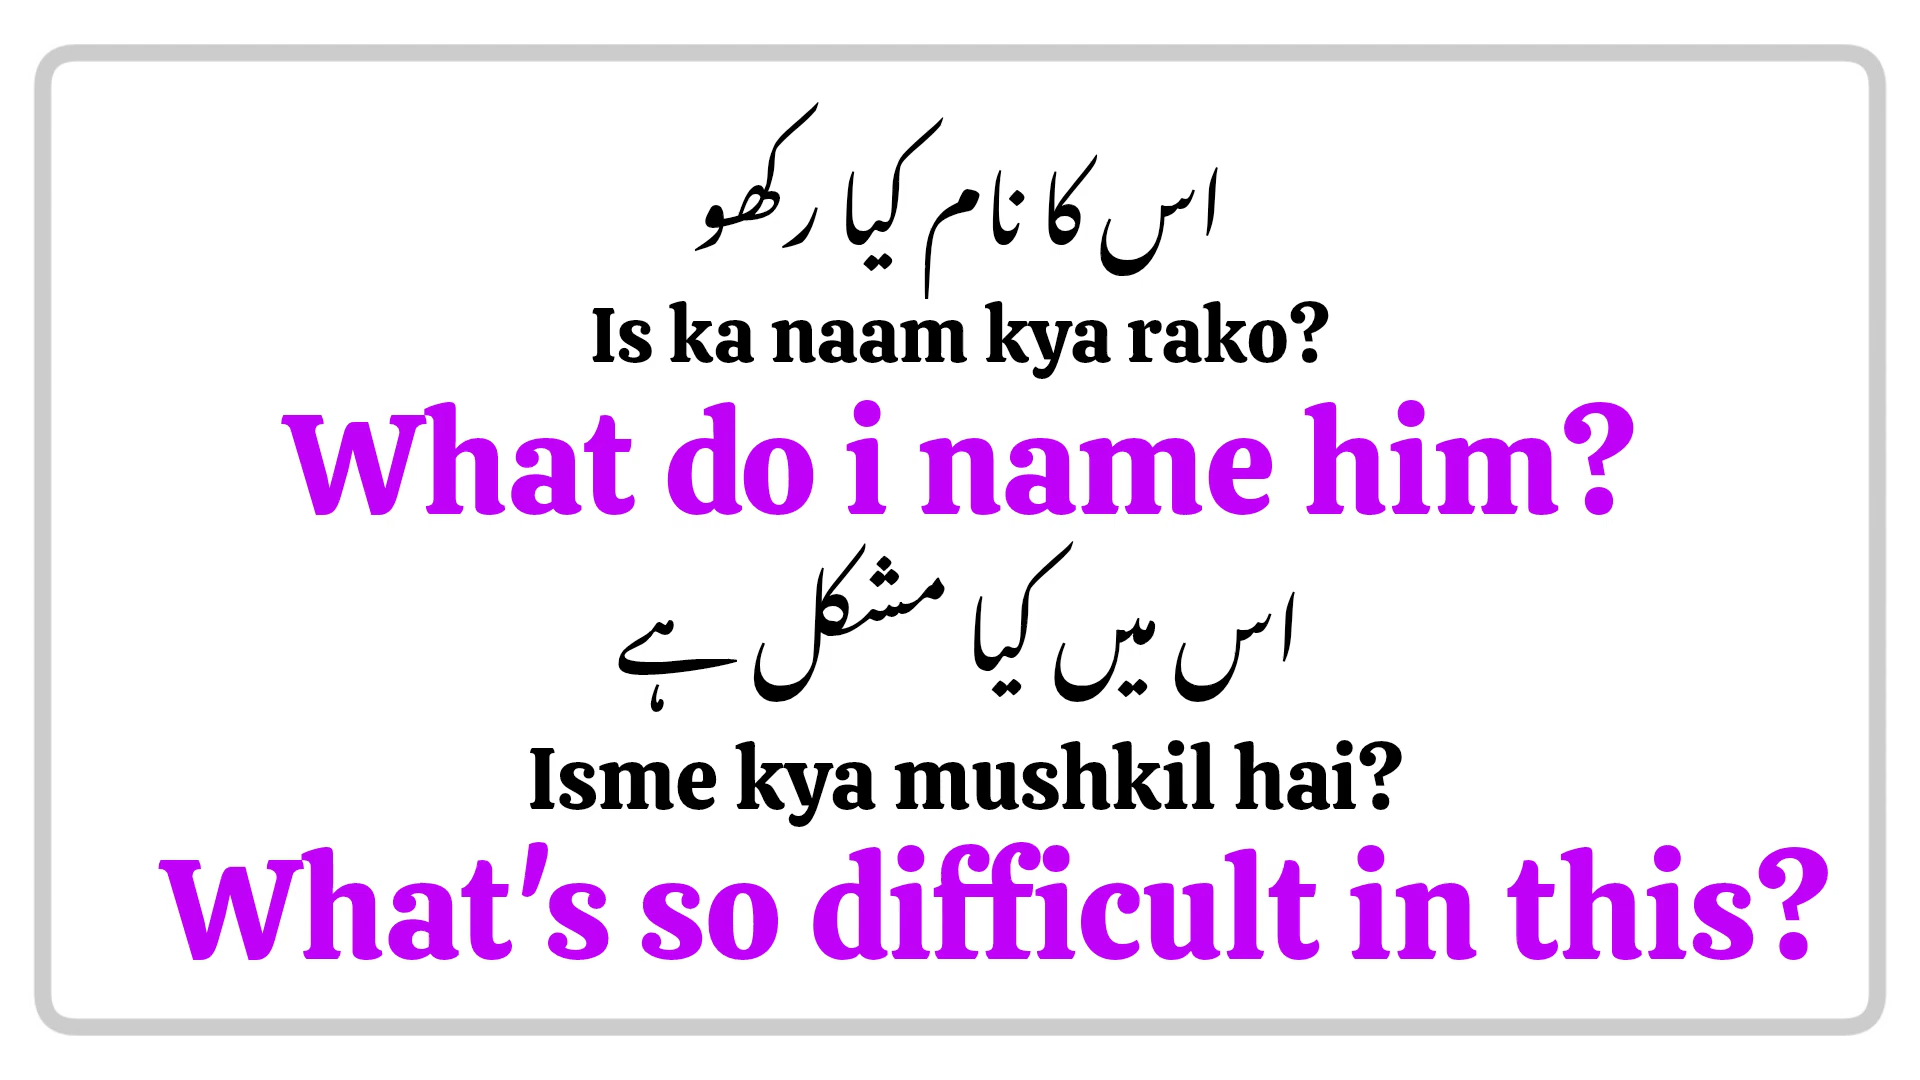 اس کا نام کیا رکھو
Is ka naam kya rako?
What do i name him?
اس میں کیا مشکل ہے
Isme kya mushkil hai?
What's so difficult in this?